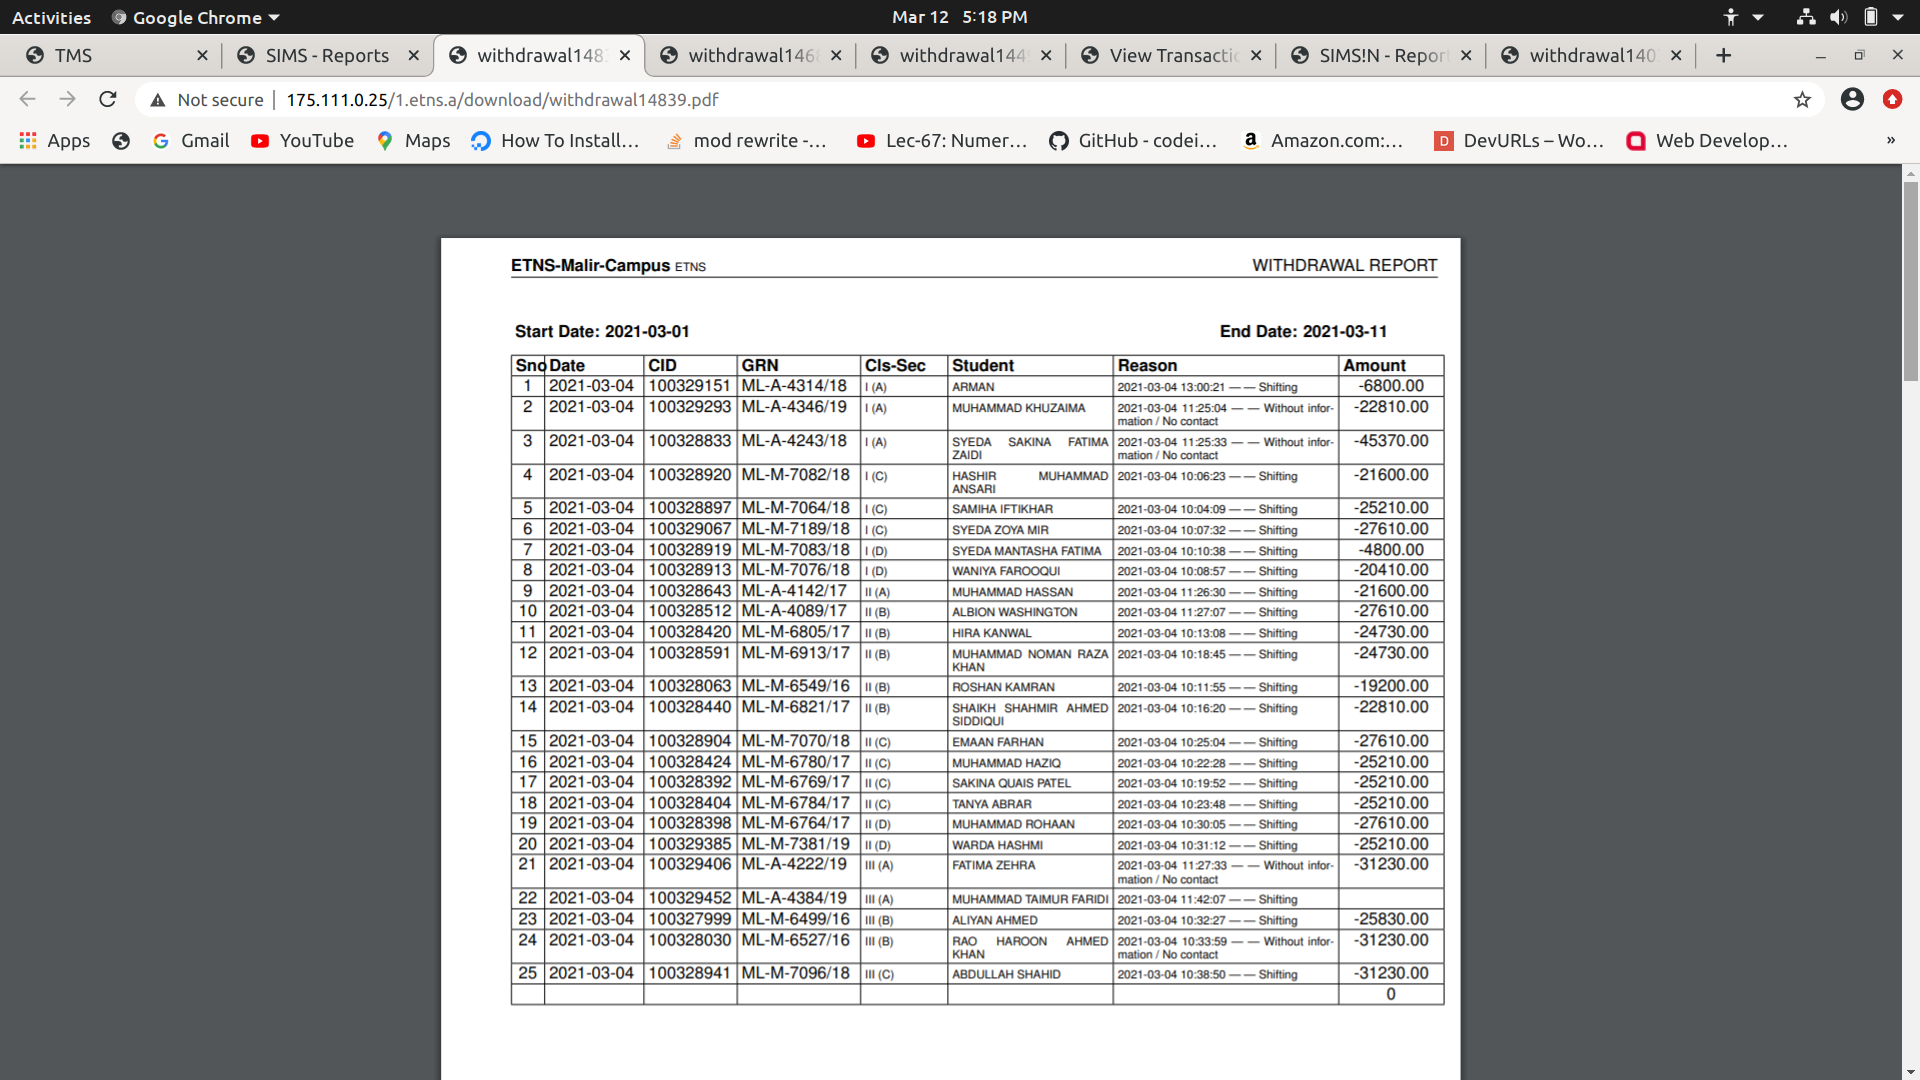 Activities Google Chrome Mar 12 5:18 PM
TMS SIMS - Reports withdrawal1483 withdrawal146 withdrawal144 View Transacti SIMS!N - Repor withdrawal140
Not secure 175.111.0.25/1.etns.a/download/withdrawal14839.pdf
Apps Gmail YouTube Maps How To Install... mod rewrite -... Lec-67: Numer... GitHub - codei... Amazon.com:... DevURLs – Wo... Web Develop... »
ETNS-Malir-Campus ETNS WITHDRAWAL REPORT
Start Date: 2021-03-01 End Date: 2021-03-11
Sno Date CID GRN Cls-Sec Student Reason Amount
1 2021-03-04 100329151 ML-A-4314/18 I (A) ARMAN 2021-03-04 13:00:21 — — Shifting -6800.00
2 2021-03-04 100329293 ML-A-4346/19 I (A) MUHAMMAD KHUZAIMA 2021-03-04 11:25:04 — — Without infor- -22810.00
mation / No contact
3 2021-03-04 100328833 ML-A-4243/18 I (A) SYEDA SAKINA FATIMA 2021-03-04 11:25:33 — — Without infor- -45370.00
ZAIDI mation / No contact
4 2021-03-04 100328920 ML-M-7082/18 I (C) HASHIR MUHAMMAD 2021-03-04 10:06:23 — — Shifting -21600.00
ANSARI
5 2021-03-04 100328897 ML-M-7064/18 I (C) SAMIHA IFTIKHAR 2021-03-04 10:04:09 — — Shifting -25210.00
6 2021-03-04 100329067 ML-M-7189/18 I (C) SYEDA ZOYA MIR 2021-03-04 10:07:32 — — Shifting -27610.00
7 2021-03-04 100328919 ML-M-7083/18 I (D) SYEDA MANTASHA FATIMA 2021-03-04 10:10:38 — — Shifting -4800.00
8 2021-03-04 100328913 ML-M-7076/18 I (D) WANIYA FAROOQUI 2021-03-04 10:08:57 — — Shifting -20410.00
9 2021-03-04 100328643 ML-A-4142/17 II (A) MUHAMMAD HASSAN 2021-03-04 11:26:30 — — Shifting -21600.00
10 2021-03-04 100328512 ML-A-4089/17 II (B) ALBION WASHINGTON 2021-03-04 11:27:07 — — Shifting -27610.00
11 2021-03-04 100328420 ML-M-6805/17 II (B) HIRA KANWAL 2021-03-04 10:13:08 — — Shifting -24730.00
12 2021-03-04 100328591 ML-M-6913/17 II (B) MUHAMMAD NOMAN RAZA 2021-03-04 10:18:45 — — Shifting -24730.00
KHAN
13 2021-03-04 100328063 ML-M-6549/16 II (B) ROSHAN KAMRAN 2021-03-04 10:11:55 — — Shifting -19200.00
14 2021-03-04 100328440 ML-M-6821/17 II (B) SHAIKH SHAHMIR AHMED 2021-03-04 10:16:20 — — Shifting -22810.00
SIDDIQUI
15 2021-03-04 100328904 ML-M-7070/18 II (C) EMAAN FARHAN 2021-03-04 10:25:04 — — Shifting -27610.00
16 2021-03-04 100328424 ML-M-6780/17 II (C) MUHAMMAD HAZIQ 2021-03-04 10:22:28 — — Shifting -25210.00
17 2021-03-04 100328392 ML-M-6769/17 II (C) SAKINA QUAIS PATEL 2021-03-04 10:19:52 — — Shifting -25210.00
18 2021-03-04 100328404 ML-M-6784/17 II (C) TANYA ABRAR 2021-03-04 10:23:48 — — Shifting -25210.00
19 2021-03-04 100328398 ML-M-6764/17 II (D) MUHAMMAD ROHAAN 2021-03-04 10:30:05 — — Shifting -27610.00
20 2021-03-04 100329385 ML-M-7381/19 II (D) WARDA HASHMI 2021-03-04 10:31:12 — — Shifting -25210.00
21 2021-03-04 100329406 ML-A-4222/19 III (A) FATIMA ZEHRA 2021-03-04 11:27:33 — — Without infor- -31230.00
mation / No contact
22 2021-03-04 100329452 ML-A-4384/19 III (A) MUHAMMAD TAIMUR FARIDI 2021-03-04 11:42:07 — — Shifting
23 2021-03-04 100327999 ML-M-6499/16 III (B) ALIYAN AHMED 2021-03-04 10:32:27 — — Shifting -25830.00
24 2021-03-04 100328030 ML-M-6527/16 III (B) RAO HAROON AHMED 2021-03-04 10:33:59 — — Without infor- -31230.00
KHAN mation / No contact
25 2021-03-04 100328941 ML-M-7096/18 III (C) ABDULLAH SHAHID 2021-03-04 10:38:50 — — Shifting -31230.00
0